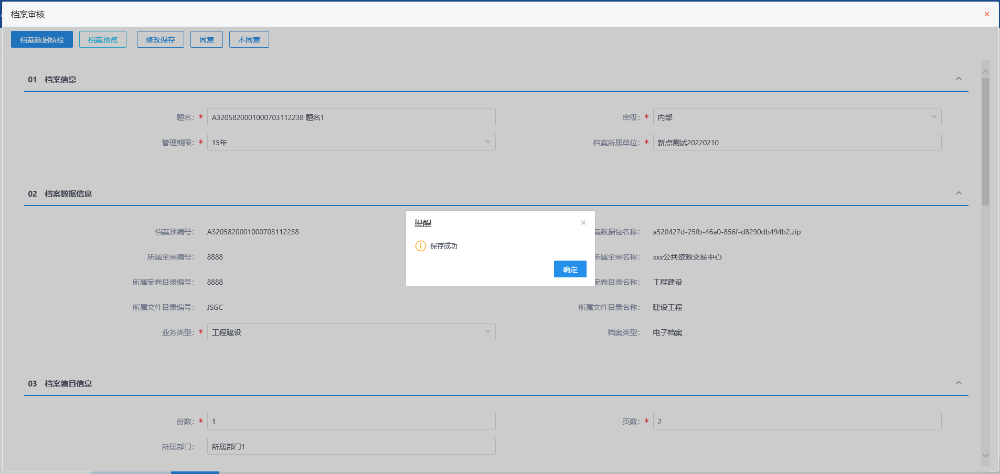 档案审核
档案数据核检 档案预览 修改保存 同意 不同意
01 档案信息
题名： * A3205820001000703112238 题名1 密级： * 内部
管理期限： * 15年 档案所属单位： * 新点测试20220210
02 档案数据信息
提醒
档案预编号： A3205820001000703112238 案数据包名称： a520427d-25fb-46a0-856f-d8290db494b2.zip
保存成功
所属全宗编号： 8888 所属全宗名称： xxx公共资源交易中心
确定
所属案卷目录编号： 8888 案卷目录名称： 工程建设
所属文件目录编号： JSGC 所属文件目录名称： 建设工程
业务类型： * 工程建设 档案类型： 电子档案
03 档案编目信息
份数： * 1 页数： * 2
所属部门： 所属部门1